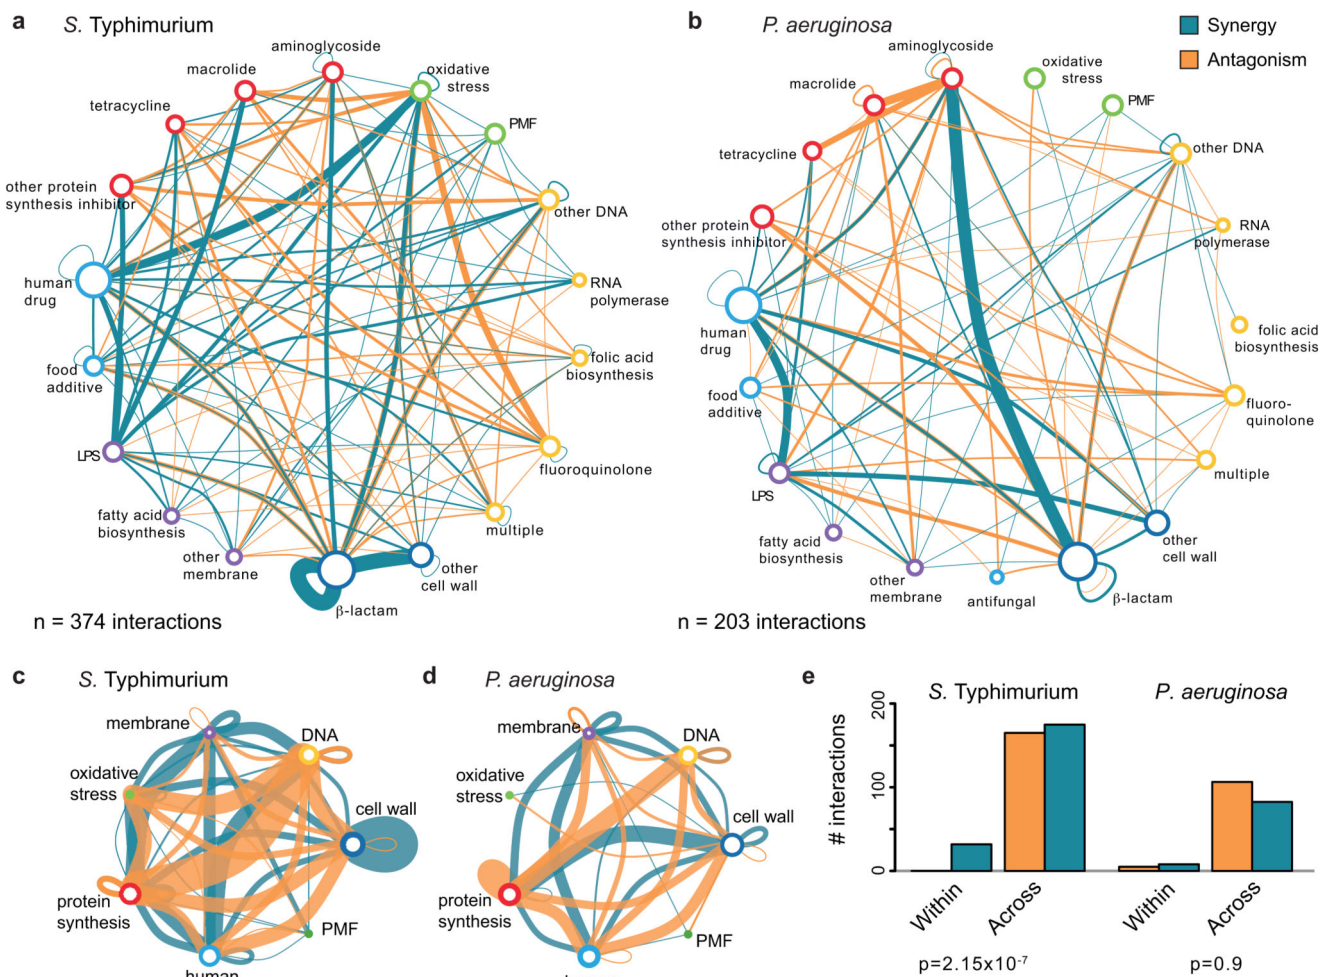 a
S. Typhimurium
aminoglycoside
macrolide
oxidative
stress
tetracycline
PMF
other protein
synthesis inhibitor
other DNA
human
drug
RNA
polymerase
food
additive
folic acid
biosynthesis
LPS
fluoroquinolone
fatty acid
biosynthesis
multiple
other
membrane
other
cell wall
β-lactam
n = 374 interactions
b
P. aeruginosa
Synergy
Antagonism
aminoglycoside
oxidative
stress
macrolide
PMF
tetracycline
other DNA
other protein
synthesis inhibitor
RNA
polymerase
human
drug
folic acid
biosynthesis
food
additive
fluoro-
quinolone
LPS
multiple
fatty acid
biosynthesis
other
cell wall
other
membrane
antifungal
β-lactam
n = 203 interactions
c
S. Typhimurium
membrane
DNA
oxidative
stress
cell wall
protein
synthesis
PMF
human
d
P. aeruginosa
membrane
DNA
oxidative
stress
cell wall
protein
synthesis
PMF
e
S. Typhimurium
P. aeruginosa
# interactions
200
100
0
Within
Across
Within
Across
p=2.15x10⁻⁷
p=0.9